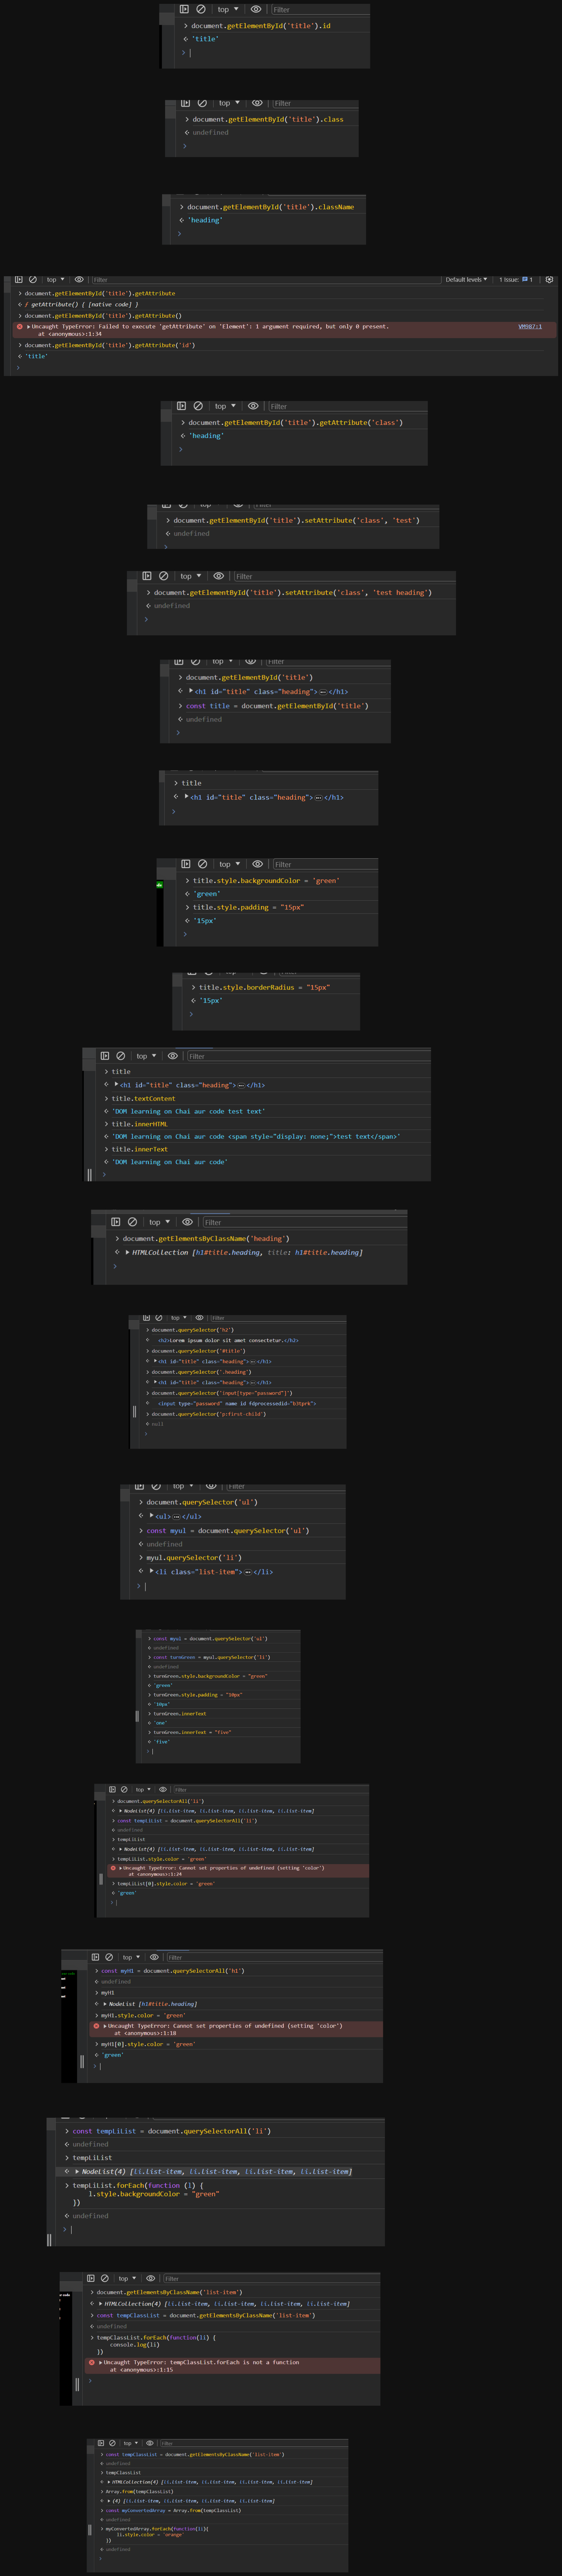 top
Filter
document.getElementById('title').id
'title'
top
Filter
document.getElementById('title').class
undefined
document.getElementById('title').className
'heading'
top
Filter
Default levels
1 Issue:
1
document.getElementById('title').getAttribute
ƒ getAttribute() { [native code] }
document.getElementById('title').getAttribute()
Uncaught TypeError: Failed to execute 'getAttribute' on 'Element': 1 argument required, but only 0 present.
at <anonymous>:1:34
document.getElementById('title').getAttribute('id')
'title'
top
Filter
document.getElementById('title').getAttribute('class')
'heading'
document.getElementById('title').setAttribute('class', 'test')
undefined
top
Filter
document.getElementById('title').setAttribute('class', 'test heading')
undefined
top
Filter
document.getElementById('title')
<h1 id="title" class="heading">…</h1>
const title = document.getElementById('title')
undefined
title
<h1 id="title" class="heading">…</h1>
top
Filter
title.style.backgroundColor = 'green'
'green'
title.style.padding = "15px"
'15px'
title.style.borderRadius = "15px"
'15px'
top
Filter
title
<h1 id="title" class="heading">…</h1>
title.textContent
'DOM learning on Chai aur code test text'
title.innerHTML
'DOM learning on Chai aur code <span style="display: none;">test text</span>'
title.innerText
'DOM learning on Chai aur code'
top
Filter
document.getElementsByClassName('heading')
HTMLCollection [h1#title.heading, title: h1#title.heading]
top
Filter
document.querySelector('h2')
<h2>Lorem ipsum dolor sit amet consectetur.</h2>
document.querySelector('#title')
<h1 id="title" class="heading">…</h1>
document.querySelector('.heading')
<h1 id="title" class="heading">…</h1>
document.querySelector('input[type="password"]')
<input type="password" name id fdprocessedid="b3tprk">
document.querySelector('p:first-child')
null
top
Filter
document.querySelector('ul')
<ul>…</ul>
const myul = document.querySelector('ul')
undefined
myul.querySelector('li')
<li class="list-item">…</li>
const myul = document.querySelector('ul')
undefined
const turnGreen = myul.querySelector('li')
undefined
turnGreen.style.backgroundColor = "green"
'green'
turnGreen.style.padding = "10px"
'10px'
turnGreen.innerText
'one'
turnGreen.innerText = "five"
'five'
top
Filter
document.querySelectorAll('li')
NodeList(4) [li.list-item, li.list-item, li.list-item, li.list-item]
const tempLiList = document.querySelectorAll('li')
undefined
tempLiList
NodeList(4) [li.list-item, li.list-item, li.list-item, li.list-item]
tempLiList.style.color = 'green'
Uncaught TypeError: Cannot set properties of undefined (setting 'color')
at <anonymous>:1:24
tempLiList[0].style.color = 'green'
'green'
top
Filter
const myH1 = document.querySelectorAll('h1')
undefined
myH1
NodeList [h1#title.heading]
myH1.style.color = 'green'
Uncaught TypeError: Cannot set properties of undefined (setting 'color')
at <anonymous>:1:18
myH1[0].style.color = 'green'
'green'
const tempLiList = document.querySelectorAll('li')
undefined
tempLiList
NodeList(4) [li.list-item, li.list-item, li.list-item, li.list-item]
tempLiList.forEach(function (l) {
l.style.backgroundColor = "green"
})
undefined
top
Filter
document.getElementsByClassName('list-item')
HTMLCollection(4) [li.list-item, li.list-item, li.list-item, li.list-item]
const tempClassList = document.getElementsByClassName('list-item')
undefined
tempClassList.forEach(function(li) {
console.log(li)
})
Uncaught TypeError: tempClassList.forEach is not a function
at <anonymous>:1:15
top
Filter
const tempClassList = document.getElementsByClassName('list-item')
undefined
tempClassList
HTMLCollection(4) [li.list-item, li.list-item, li.list-item, li.list-item]
Array.from(tempClassList)
(4) [li.list-item, li.list-item, li.list-item, li.list-item]
const myConvertedArray = Array.from(tempClassList)
undefined
myConvertedArray.forEach(function(li){
li.style.color = 'orange'
})
undefined